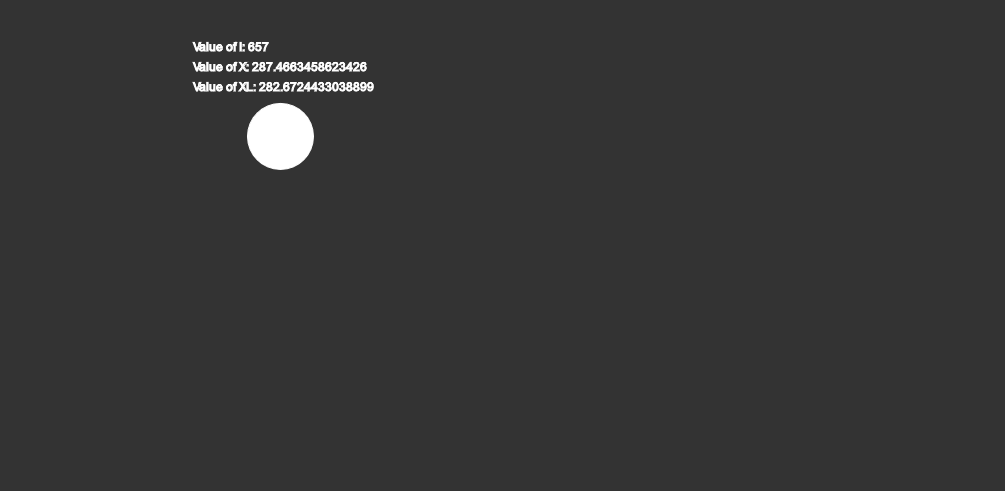 Value of I: 657
Value of X: 287.4663458623426
Value of XL: 282.6724433038899